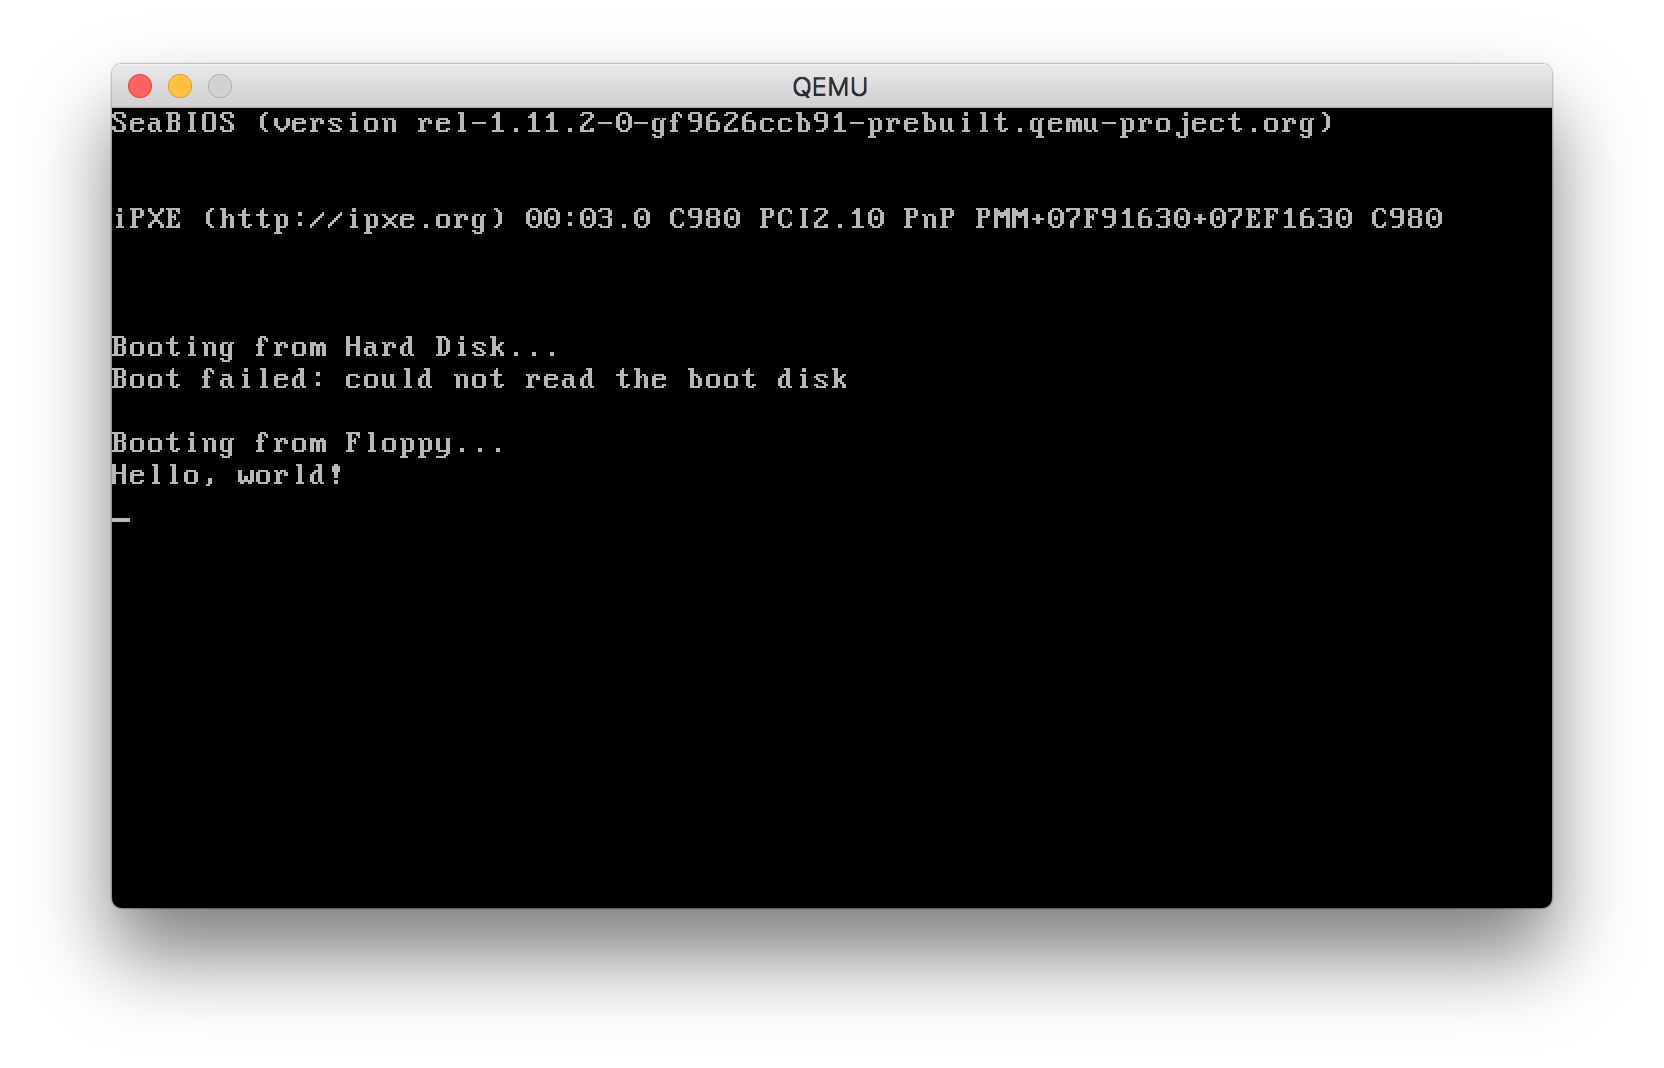 QEMU
SeaBIOS (version rel-1.11.2-0-gf9626ccb91-prebuilt.qemu-project.org)
iPXE (http://ipxe.org) 00:03.0 C980 PCI2.10 PnP PMM+07F91630+07EF1630 C980
Booting from Hard Disk...
Boot failed: could not read the boot disk
Booting from Floppy...
Hello, world!